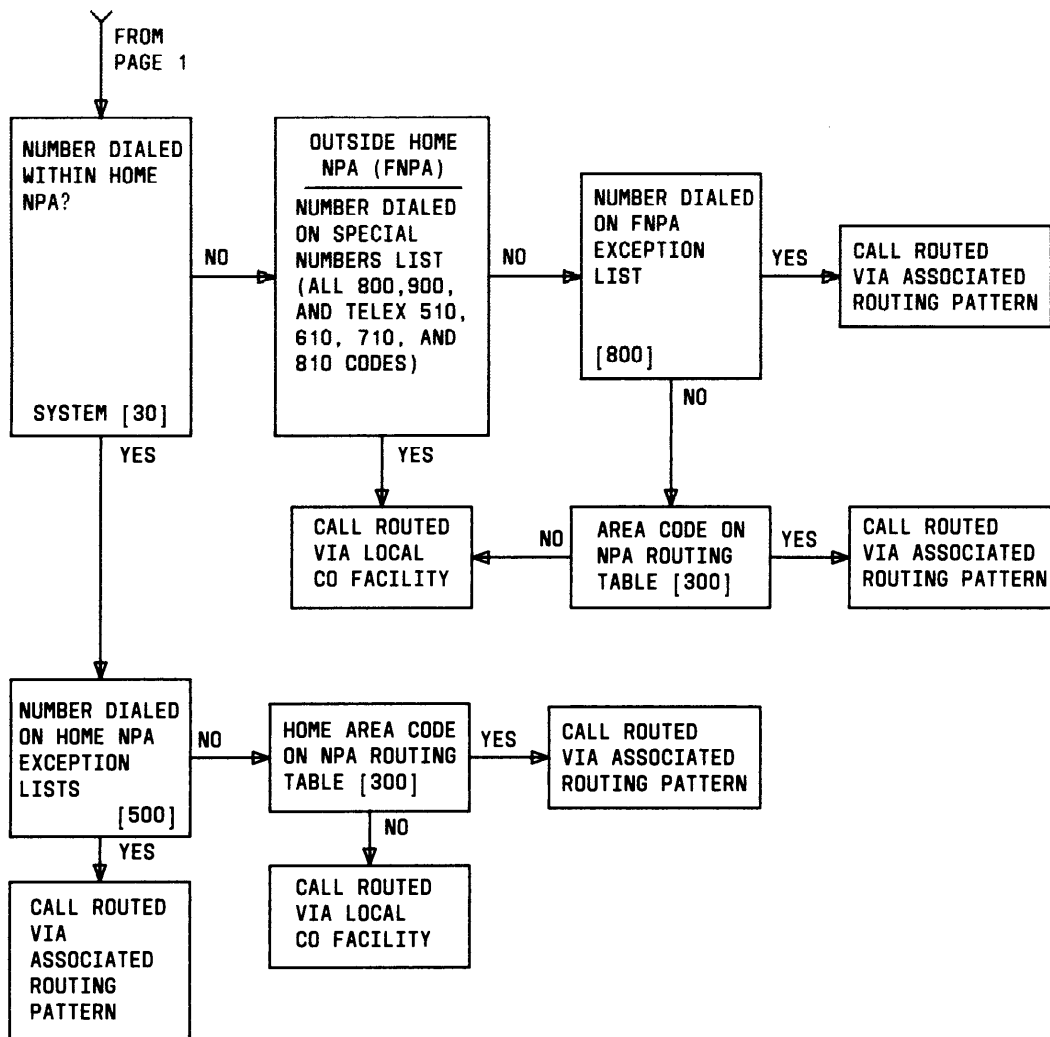 FROM
PAGE 1
NUMBER DIALED
WITHIN HOME
NPA?
SYSTEM [30]
NO
YES
OUTSIDE HOME
NPA (FNPA)
NUMBER DIALED
ON SPECIAL
NUMBERS LIST
(ALL 800,900,
AND TELEX 510,
610, 710, AND
810 CODES)
NO
YES
NUMBER DIALED
ON FNPA
EXCEPTION
LIST
[800]
YES
NO
CALL ROUTED
VIA ASSOCIATED
ROUTING PATTERN
CALL ROUTED
VIA LOCAL
CO FACILITY
NO
AREA CODE ON
NPA ROUTING
TABLE [300]
YES
CALL ROUTED
VIA ASSOCIATED
ROUTING PATTERN
NUMBER DIALED
ON HOME NPA
EXCEPTION
LISTS
[500]
NO
YES
HOME AREA CODE
ON NPA ROUTING
TABLE [300]
YES
NO
CALL ROUTED
VIA ASSOCIATED
ROUTING PATTERN
CALL ROUTED
VIA
ASSOCIATED
ROUTING
PATTERN
CALL ROUTED
VIA LOCAL
CO FACILITY